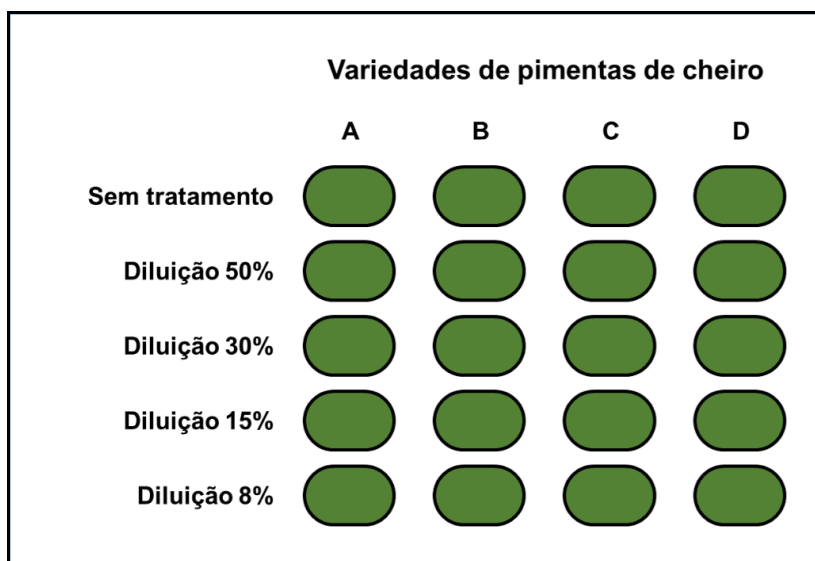 Variedades de pimentas de cheiro
A B C D
Sem tratamento
Diluição 50%
Diluição 30%
Diluição 15%
Diluição 8%